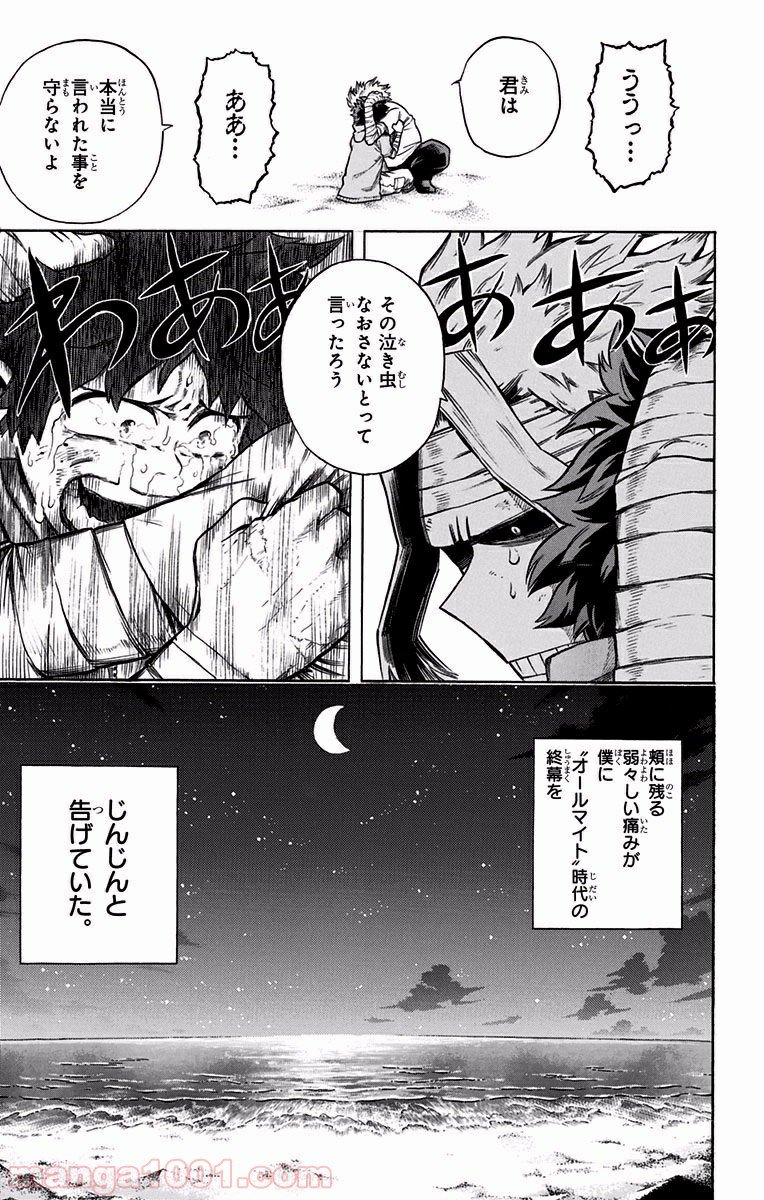 ううっ…
君は
ああ…
本当に
言われた事を
守らないよ
ああ
その泣き虫
なおさないとって
言ったろう
わあああ
頬に残る
弱々しい痛みが
僕に
〝オールマイト〟時代の
終幕を
じんじんと
告げていた。
manga1001.com